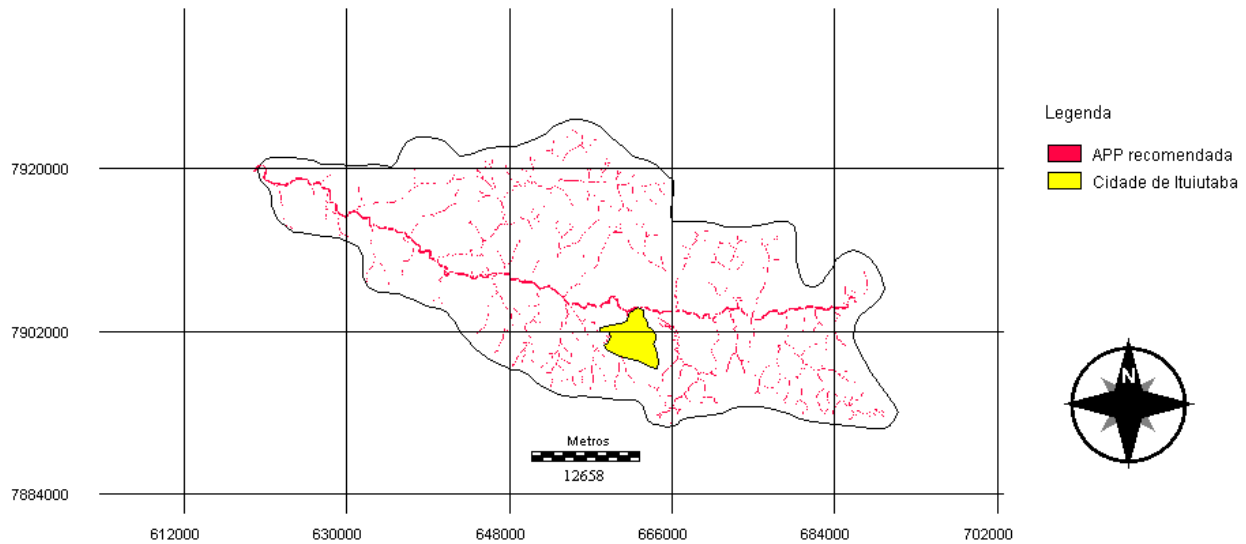 Legenda
APP recomendada
Cidade de Ituiutaba
7920000
7902000
7884000
N
Metros
12658
612000 630000 648000 666000 684000 702000